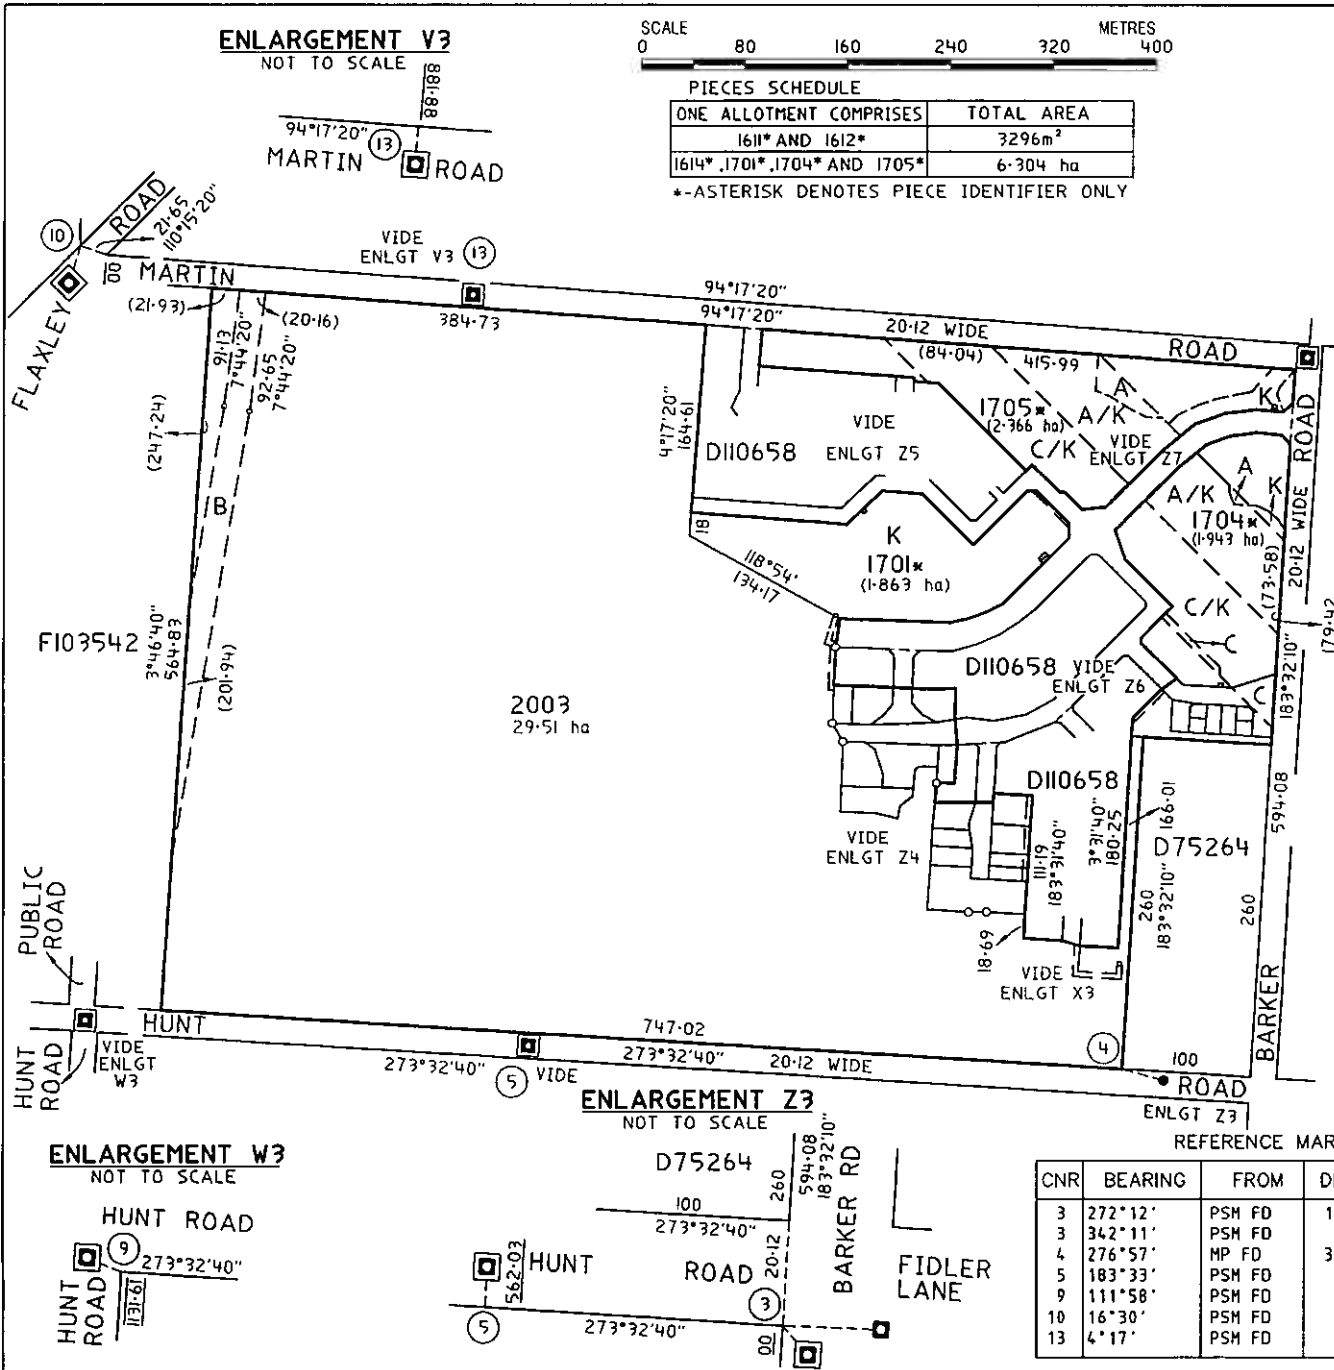 ENLARGEMENT V3
NOT TO SCALE
881·88
94°17'20"
13
MARTIN ROAD
SCALE METRES
0 80 160 240 320 400
PIECES SCHEDULE
ONE ALLOTMENT COMPRISES TOTAL AREA
1611* AND 1612* 3296m²
1614*,1701*,1704* AND 1705* 6·304 ha
*-ASTERISK DENOTES PIECE IDENTIFIER ONLY
ROAD
21·65
110°15'20"
10
00
FLAXLEY
MARTIN
VIDE
ENLGT V3 13
(21·93)
(20·16)
384·73
94°17'20"
94°17'20"
20·12 WIDE
(84·04)
415·99
ROAD
91·13
7°44'20"
92·65
7°44'20"
(247·24)
B
4°17'20"
164·61
D110658
VIDE
ENLGT Z5
1705*
(2·366 ha)
A
A/K
C/K
K
VIDE
ENLGT Z7
ROAD
20·12 WIDE
A/K
A
K
1704*
(1·943 ha)
(73·58)
(79·42
18
K
1701*
(1·863 ha)
118°54'
134·17
C/K
C
C
183°32'10"
F103542
3°46'40"
564·83
(201·94)
2003
29·51 ha
D110658
VIDE
ENLGT Z6
D110658
VIDE
ENLGT Z4
111·19
183°31'40"
3°31'40"
180·25
166·01
D75264
594·08
260
183°32'10"
260
18·69
VIDE
ENLGT X3
BARKER
PUBLIC
ROAD
HUNT
ROAD
VIDE
ENLGT
W3
HUNT
747·02
273°32'40"
273°32'40"
20·12 WIDE
5
VIDE
4
100
ROAD
ENLGT Z3
ENLARGEMENT W3
NOT TO SCALE
HUNT ROAD
9
273°32'40"
HUNT
ROAD
1131·61
ENLARGEMENT Z3
NOT TO SCALE
D75264
260
594·08
183°32'10"
BARKER RD
100
273°32'40"
562·03
HUNT
ROAD
20·12
3
FIDLER
LANE
5
273°32'40"
00
REFERENCE MAR
CNR BEARING FROM DI
3 272°12' PSM FD 1
3 342°11' PSM FD
4 276°57' MP FD 3
5 183°33' PSM FD
9 111°58' PSM FD
10 16°30' PSM FD
13 4°17' PSM FD